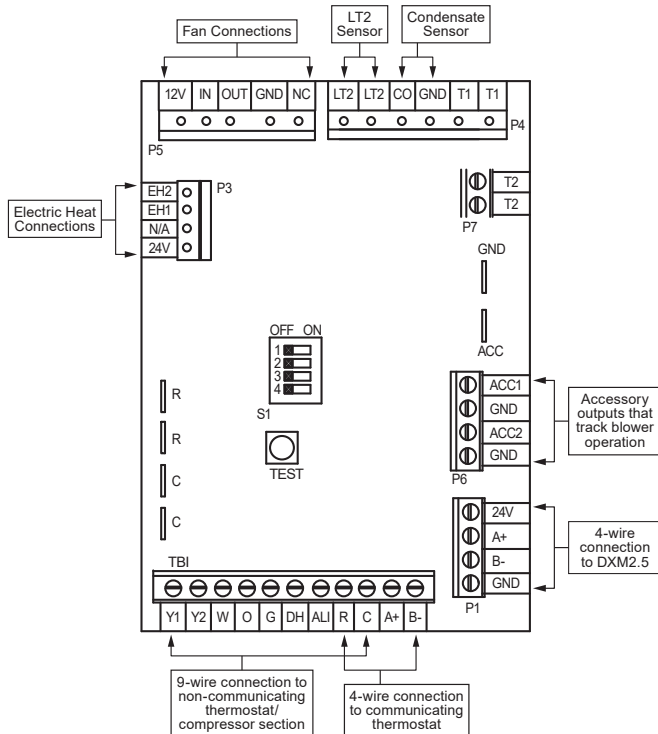 Fan Connections
LT2
Sensor
Condensate
Sensor
12V IN OUT GND NC
LT2 LT2 CO GND T1 T1
P5
P4
EH2
EH1
N/A
24V
P3
Electric Heat
Connections
T2
T2
P7
GND
ACC
OFF ON
1
2
3
4
S1
TEST
R
R
C
C
ACC1
GND
ACC2
GND
P6
Accessory
outputs that
track blower
operation
24V
A+
B-
GND
P1
4-wire
connection
to DXM2.5
TBI
Y1 Y2 W O G DH ALI R C A+ B-
9-wire connection to
non-communicating
thermostat/
compressor section
4-wire connection
to communicating
thermostat